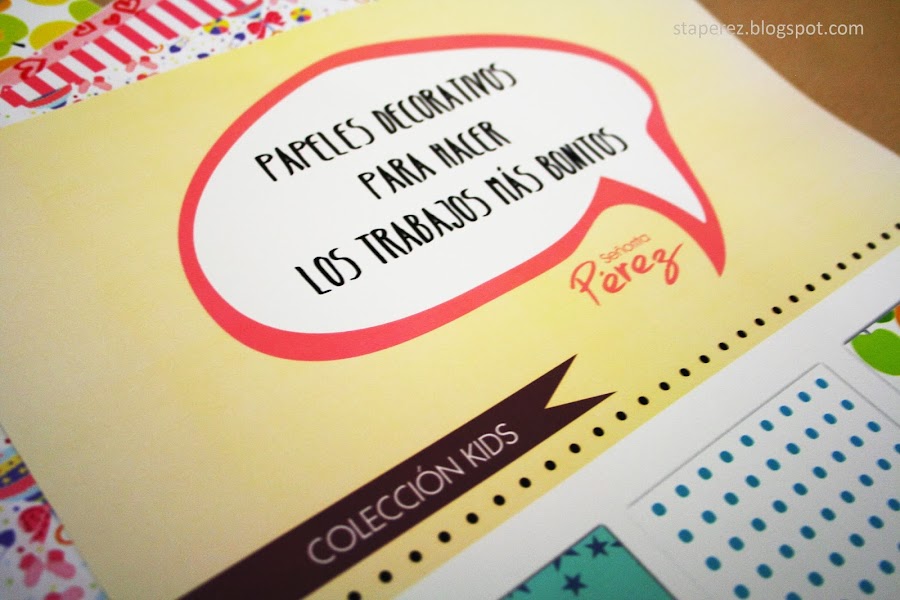 staperez.blogspot.com
PAPELES DECORATIVOS
PARA HACER
LOS TRABAJOS MÁS BONITOS
Señorita
Pérez
COLECCIÓN KIDS